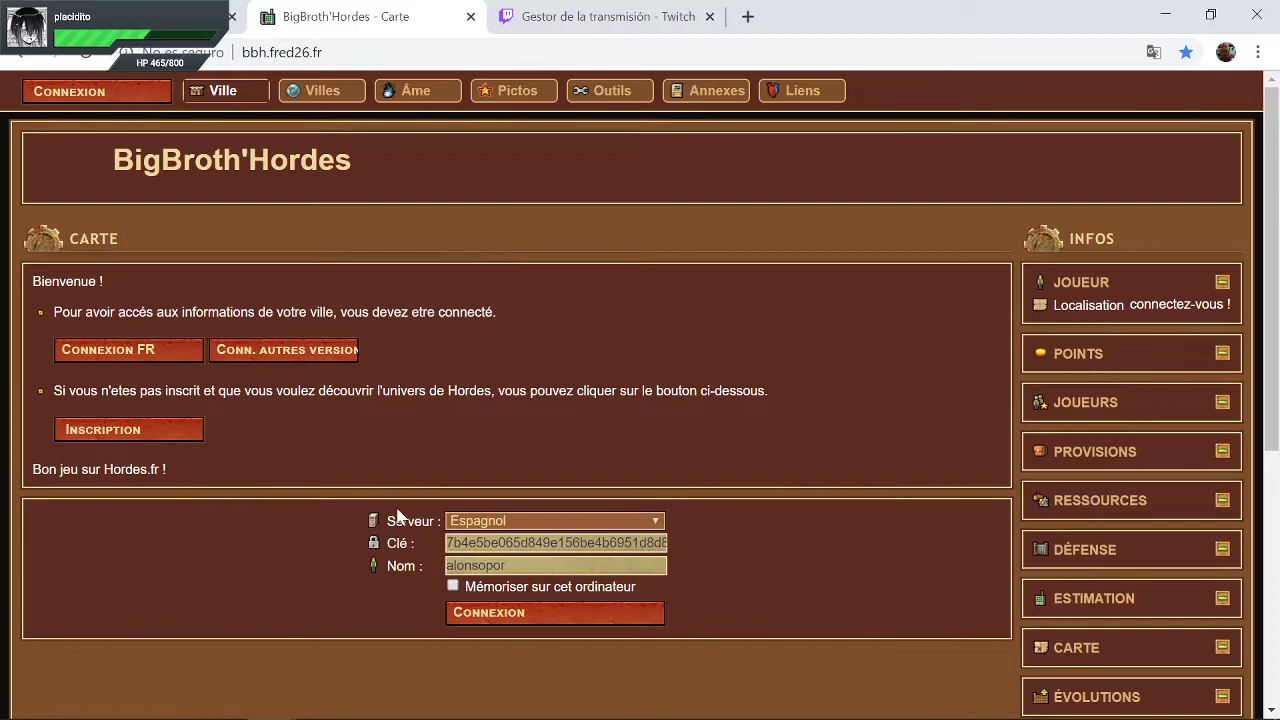 placidito
BigBroth'Hordes - Carte
Gestor de la transmisión - Twitch
No es seguro
bbh.fred26.fr
HP 465/800
Connexion
Ville
Villes
Âme
Pictos
Outils
Annexes
Liens
BigBroth'Hordes
CARTE
Bienvenue !
Pour avoir accés aux informations de votre ville, vous devez etre connecté.
Connexion FR
Conn. autres version
Si vous n'etes pas inscrit et que vous voulez découvrir l'univers de Hordes, vous pouvez cliquer sur le bouton ci-dessous.
Inscription
Bon jeu sur Hordes.fr !
Serveur :
Espagnol
Clé :
7b4e5be065d849e156be4b6951d8d8
Nom :
alonsopor
Mémoriser sur cet ordinateur
Connexion
INFOS
JOUEUR
Localisation connectez-vous !
POINTS
JOUEURS
PROVISIONS
RESSOURCES
DÉFENSE
ESTIMATION
CARTE
ÉVOLUTIONS